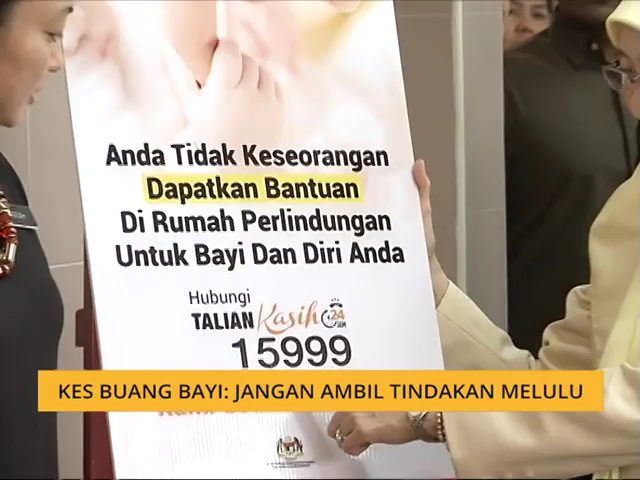 Anda Tidak Keseorangan
Dapatkan Bantuan
Di Rumah Perlindungan
Untuk Bayi Dan Diri Anda
Hubungi
TALIAN Kasih 24 JAM
15999
KES BUANG BAYI: JANGAN AMBIL TINDAKAN MELULU